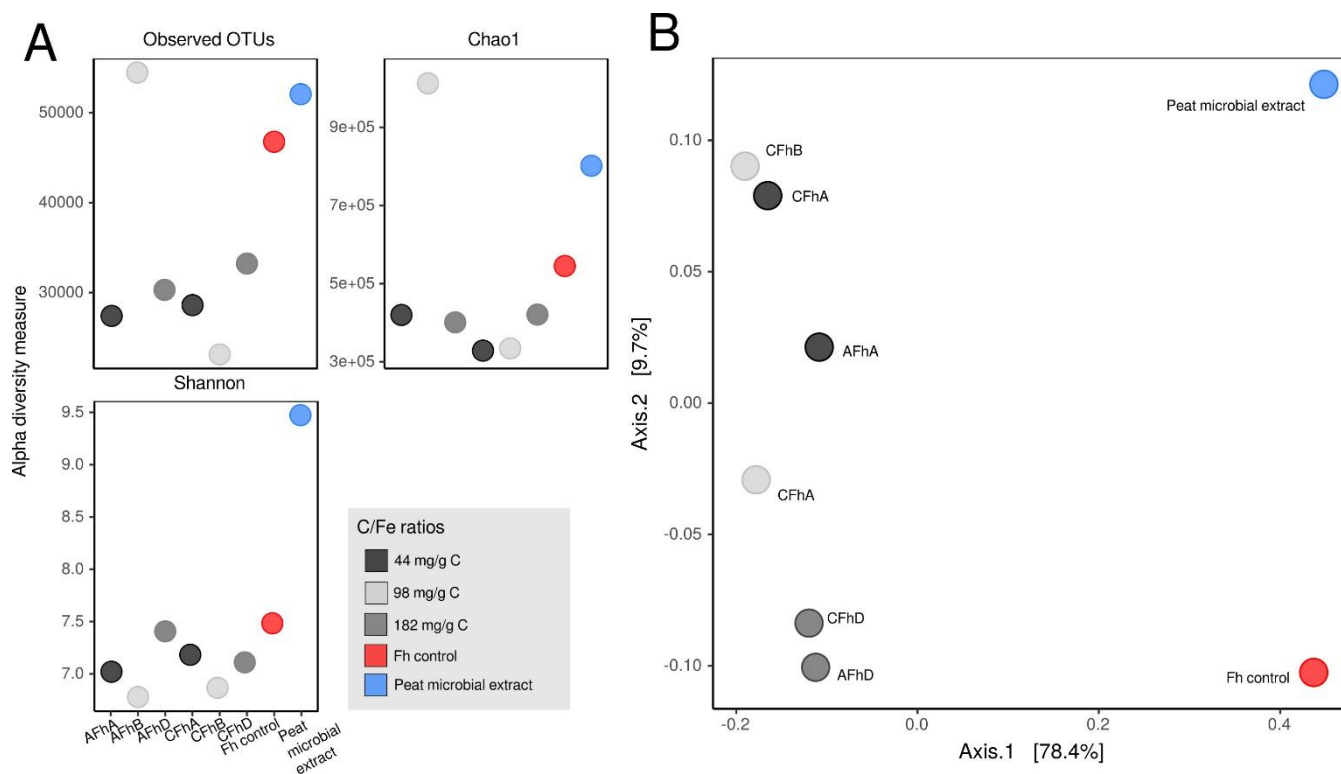 A
Observed OTUs
Chao1
50000
40000
30000
9e+05
7e+05
5e+05
3e+05
Alpha diversity measure
Shannon
9.5
9.0
8.5
8.0
7.5
7.0
AFhA
AFhB
AFhD
CFhA
CFhB
CFhD
Fh control
Peat
microbial
extract
C/Fe ratios
44 mg/g C
98 mg/g C
182 mg/g C
Fh control
Peat microbial extract
B
Peat microbial extract
CFhB
CFhA
AFhA
CFhA
CFhD
AFhD
Fh control
0.10
0.05
0.00
-0.05
-0.10
Axis.2 [9.7%]
-0.2
0.0
0.2
0.4
Axis.1 [78.4%]